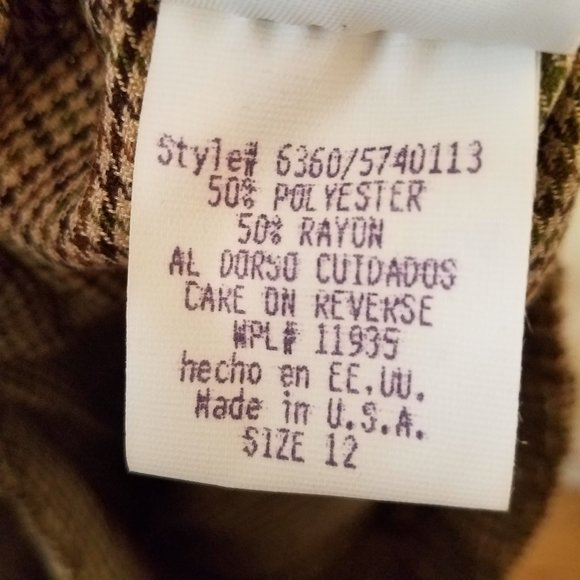 Style# 6360/5740113
50% POLYESTER
50% RAYON
AL DORSO CUIDADOS
CARE ON REVERSE
WPL# 11935
hecho en EE.UU.
Made in U.S.A.
SIZE 12